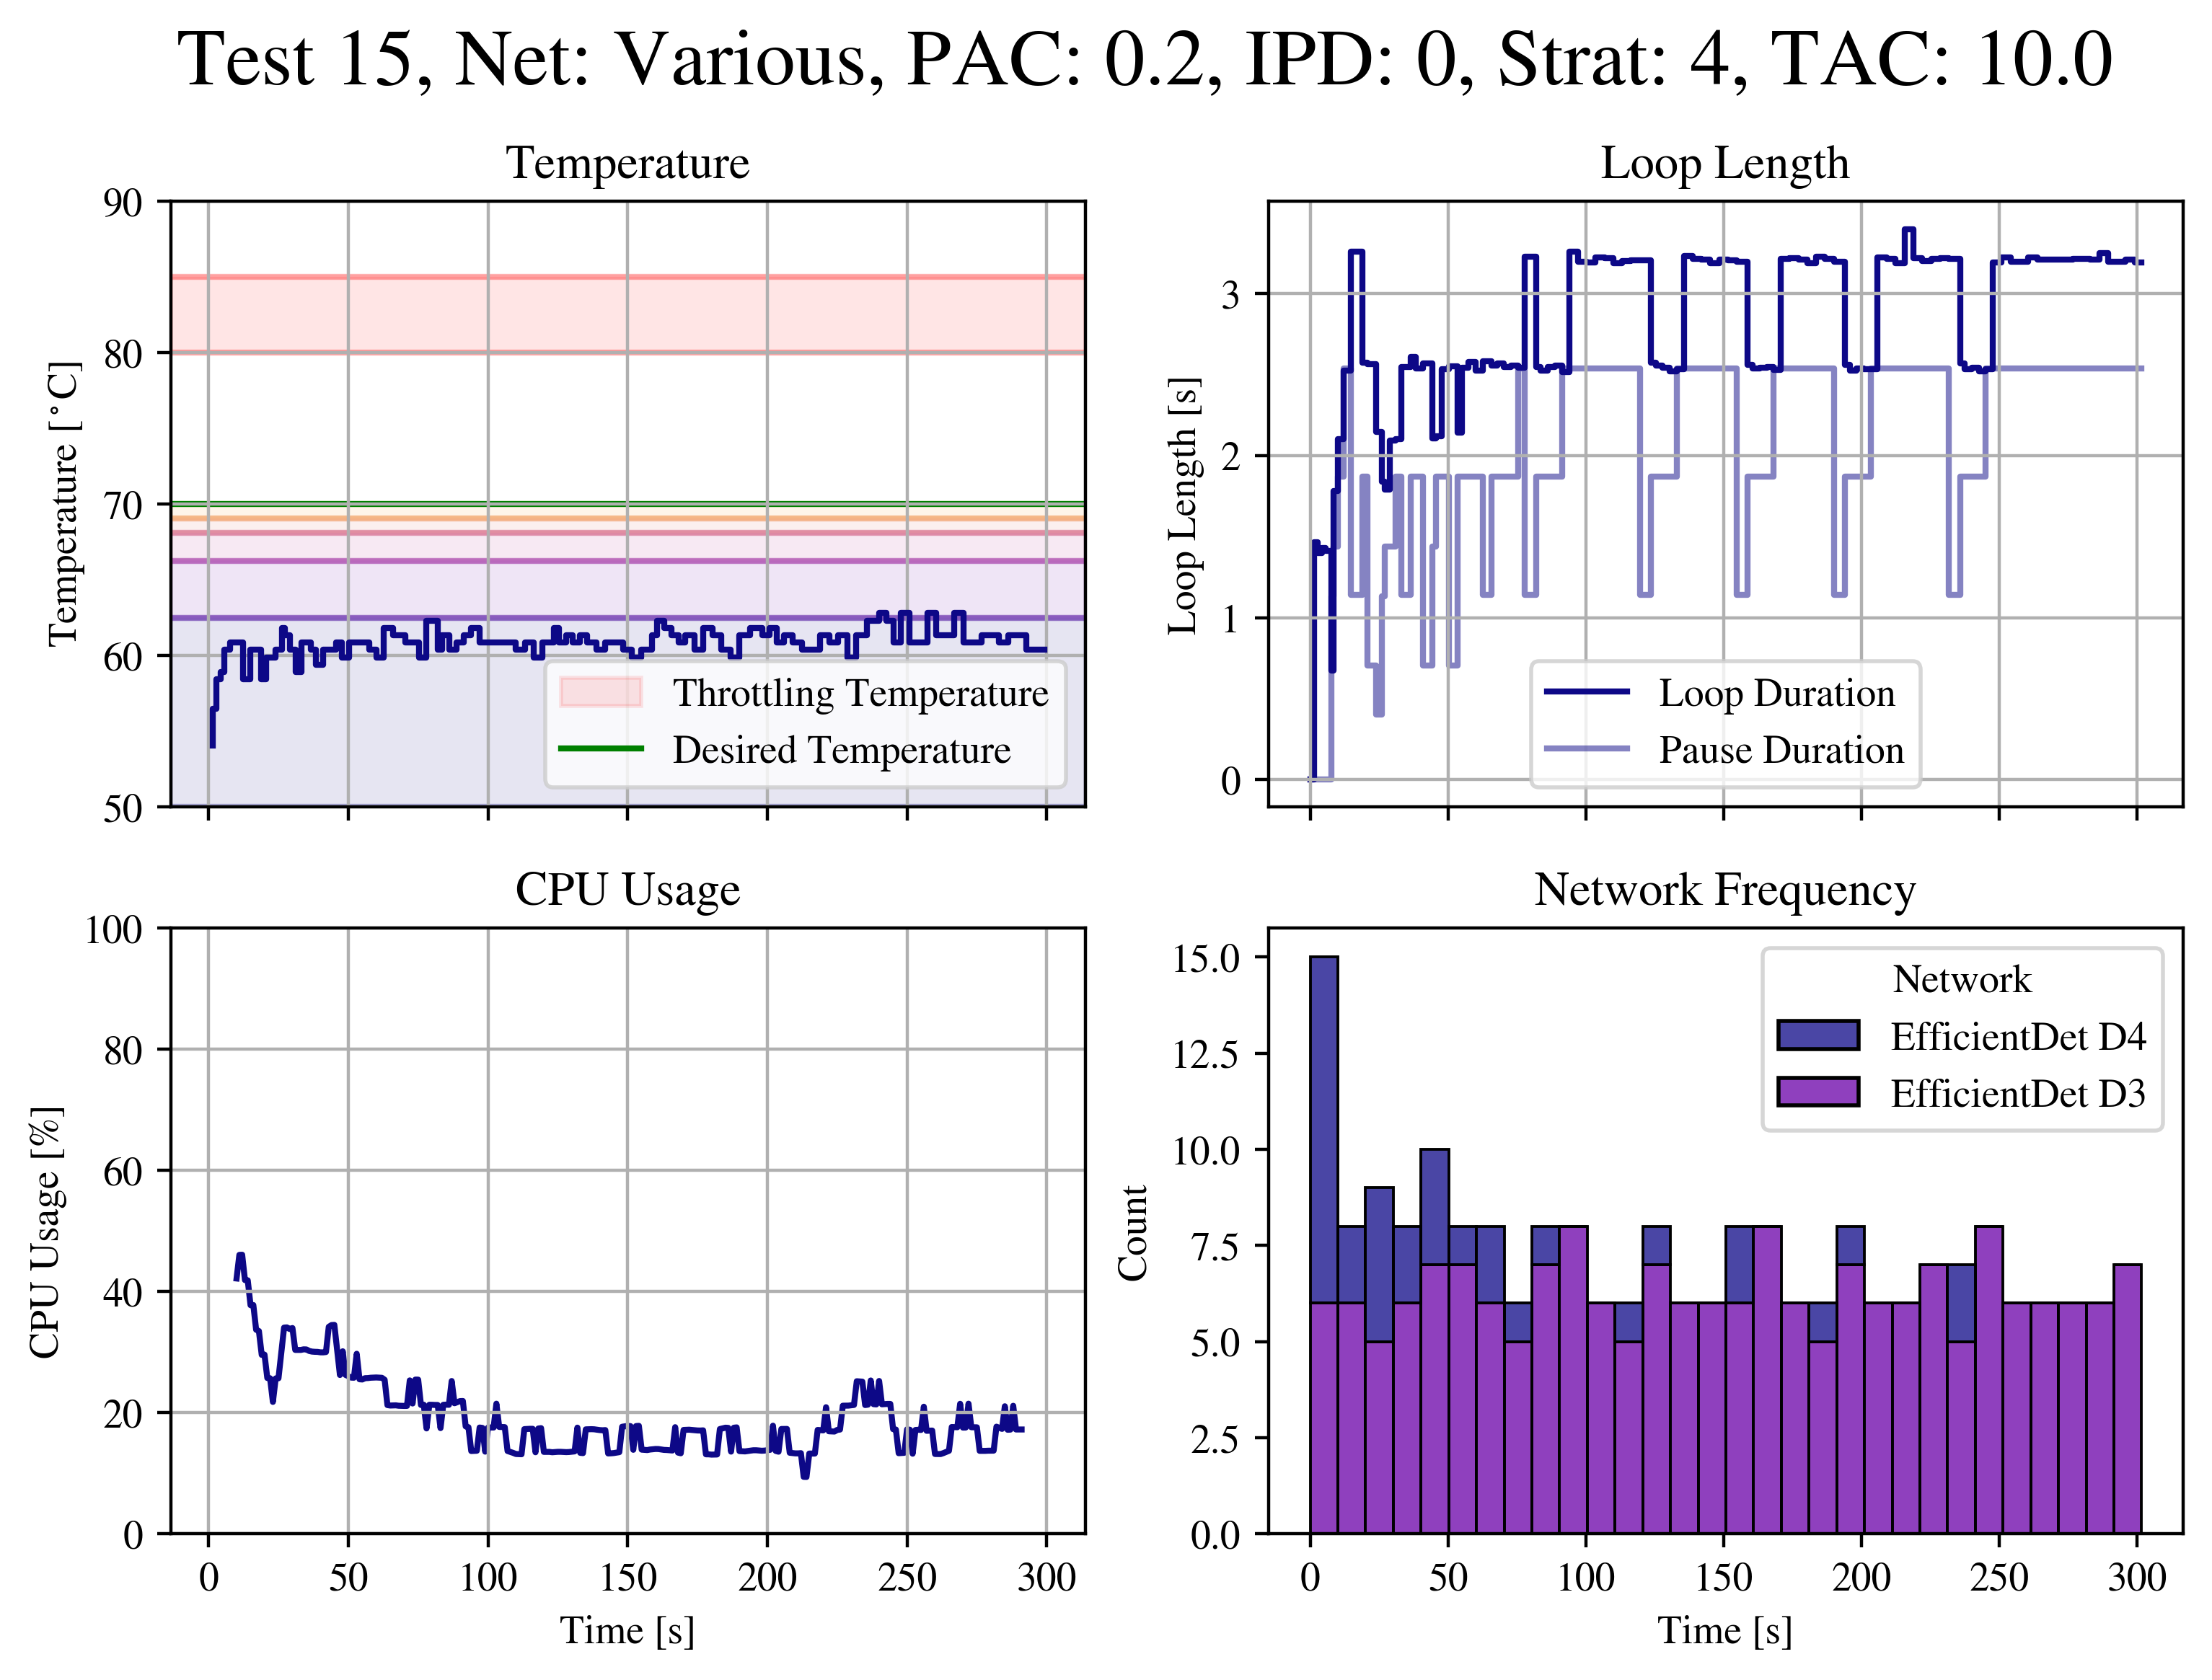 Test 15, Net: Various, PAC: 0.2, IPD: 0, Strat: 4, TAC: 10.0
Temperature
90
80
70
60
50
Temperature [°C]
Throttling Temperature
Desired Temperature
Loop Length
3
2
1
0
Loop Length [s]
Loop Duration
Pause Duration
CPU Usage
100
80
60
40
20
0
CPU Usage [%]
0 50 100 150 200 250 300
Time [s]
Network Frequency
15.0
12.5
10.0
7.5
5.0
2.5
0.0
Count
Network
EfficientDet D4
EfficientDet D3
0 50 100 150 200 250 300
Time [s]